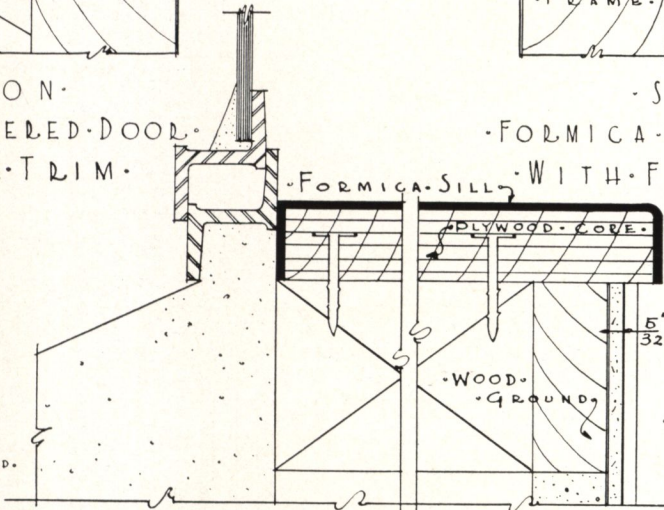 FRAME.
ON.
ERED.DOOR.
.TRIM.
.S
.FORMICA.
.WITH.F
.FORMICA.SILL
.PLYWOOD.CORE.
5"
32
.WOOD.
.GROUND.
D.